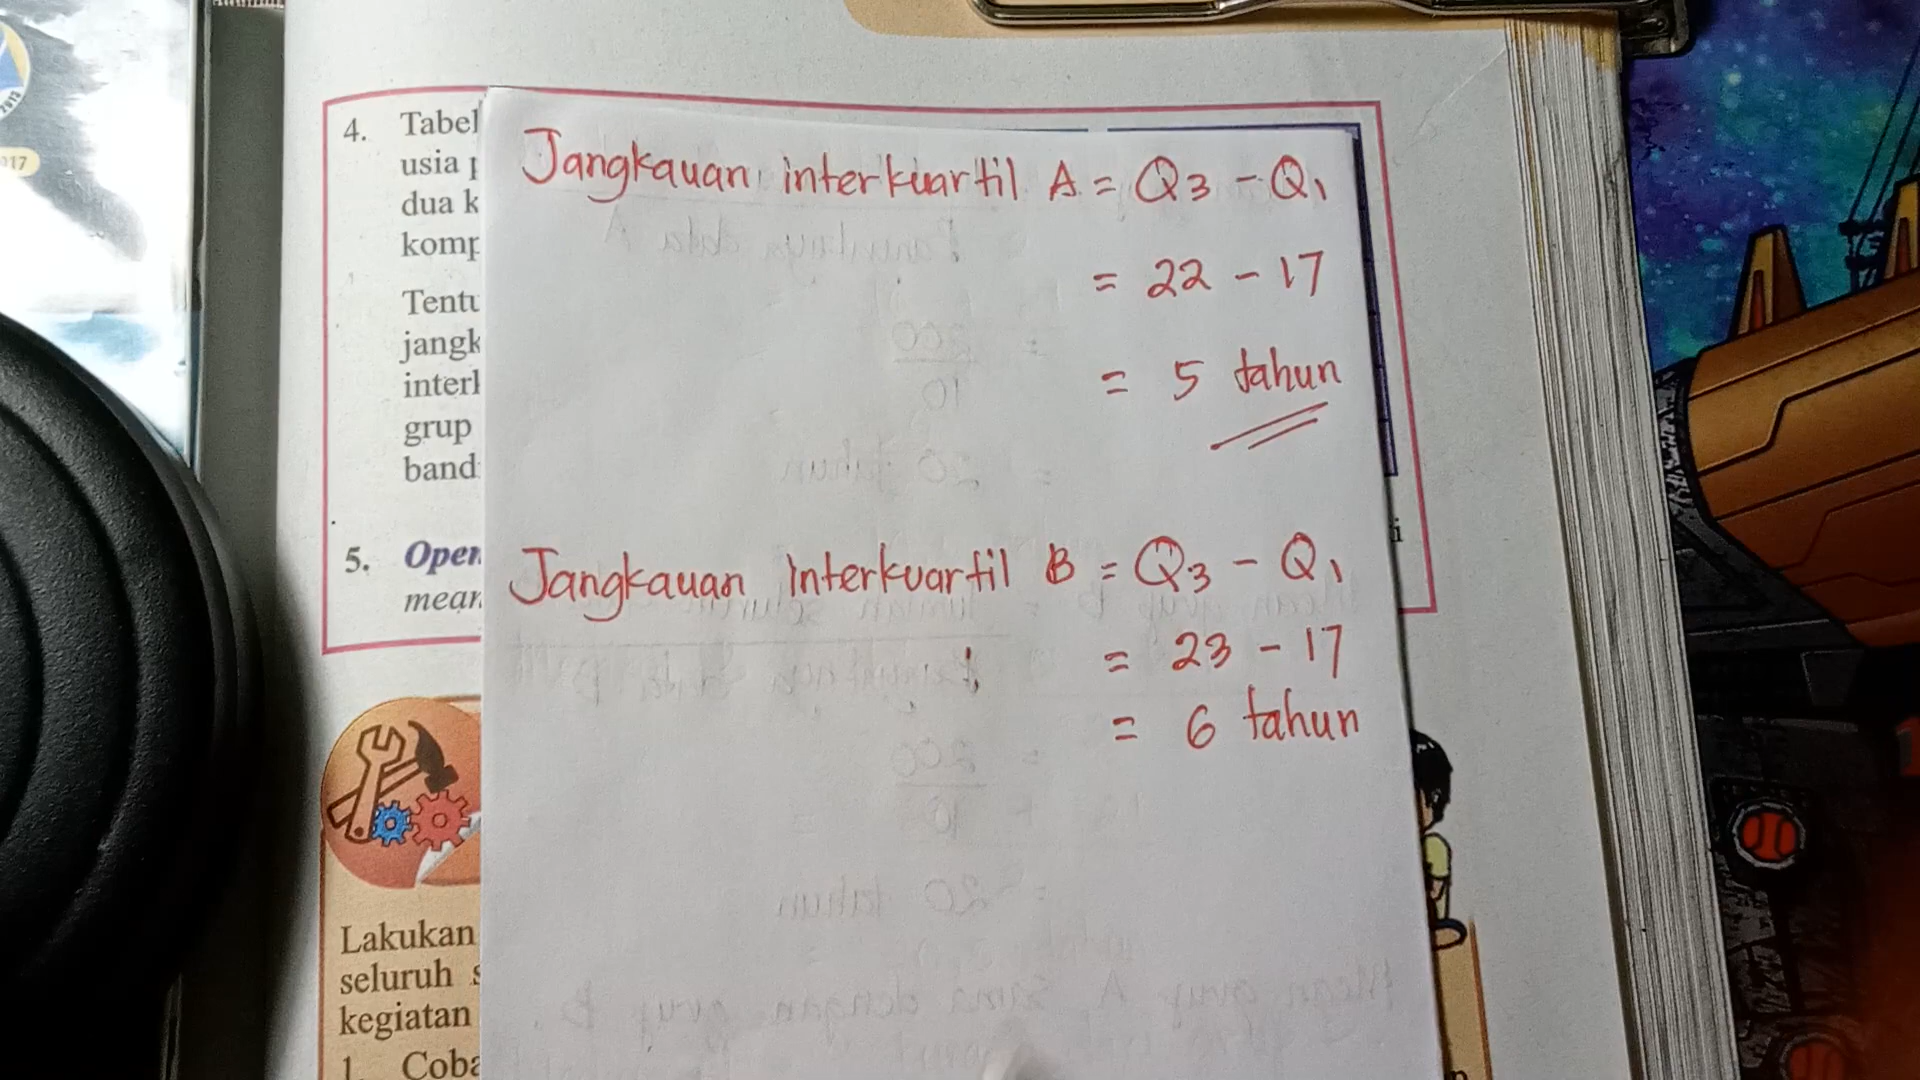 4. Tabel
usia
dua k
komp
Tentu
jangk
inter
grup
band
5. Open
mean
Jangkauan interkuartil A = Q3 - Q1
= 22 - 17
= 5 tahun
Jangkauan Interkuartil B = Q3 - Q1
= 23 - 17
= 6 tahun
Lakukan
seluruh s
kegiatan
1. Coba